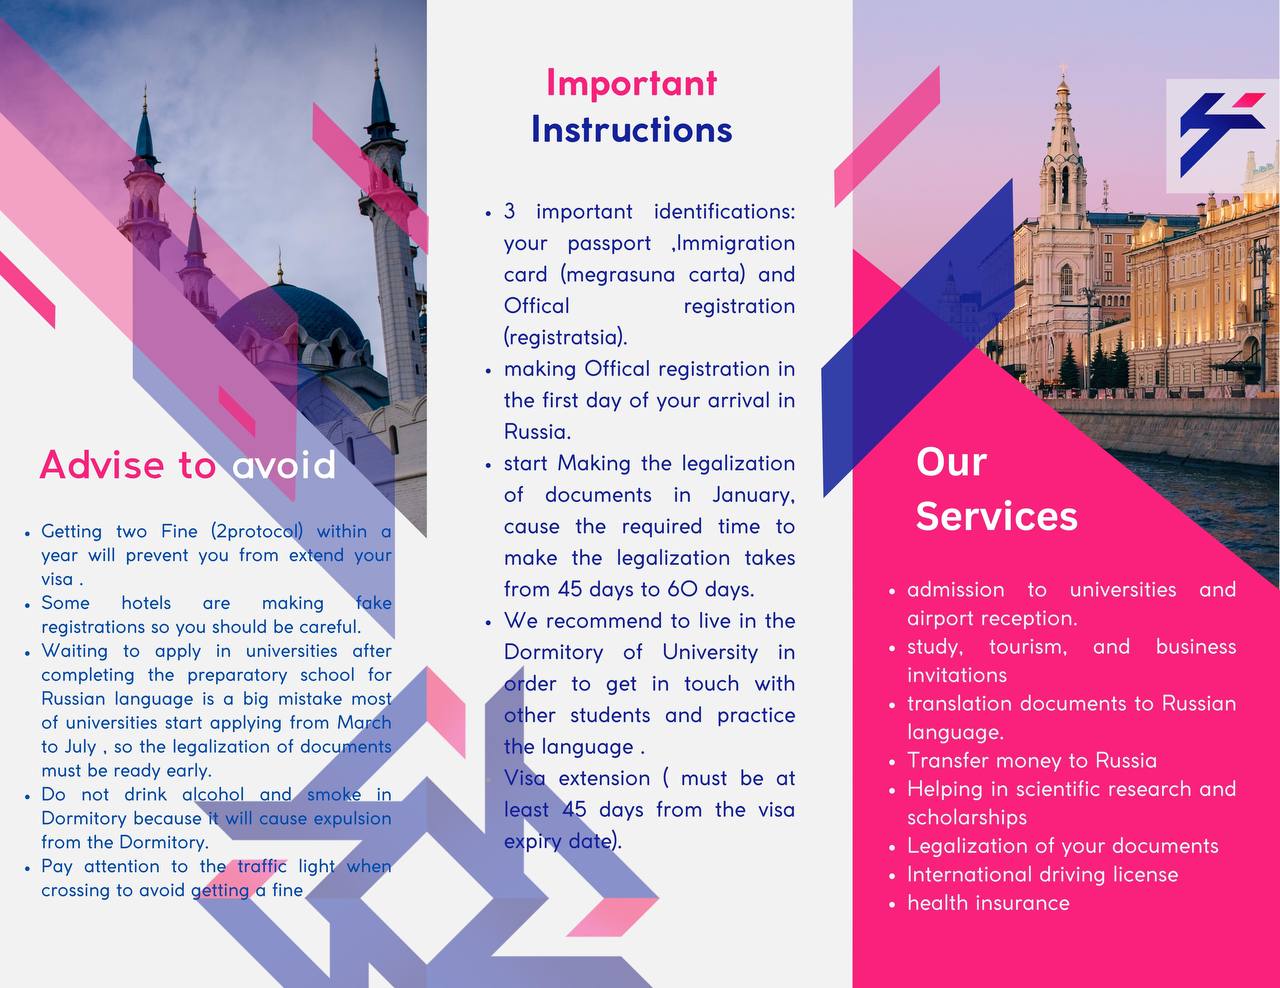 Advise to avoid
Getting two Fine (2protocol) within a
year will prevent you from extend your
visa .
Some hotels are making fake
registrations so you should be careful.
Waiting to apply in universities after
completing the preparatory school for
Russian language is a big mistake most
of universities start applying from March
to July , so the legalization of documents
must be ready early.
Do not drink alcohol and smoke in
Dormitory because it will cause expulsion
from the Dormitory.
Pay attention to the traffic light when
crossing to avoid getting a fine
Important
Instructions
3 important identifications:
your passport ,Immigration
card (megrasuna carta) and
Offical registration
(registratsia).
making Offical registration in
the first day of your arrival in
Russia.
start Making the legalization
of documents in January,
cause the required time to
make the legalization takes
from 45 days to 60 days.
We recommend to live in the
Dormitory of University in
order to get in touch with
other students and practice
the language .
Visa extension ( must be at
least 45 days from the visa
expiry date).
Our
Services
admission to universities and
airport reception.
study, tourism, and business
invitations
translation documents to Russian
language.
Transfer money to Russia
Helping in scientific research and
scholarships
Legalization of your documents
International driving license
health insurance